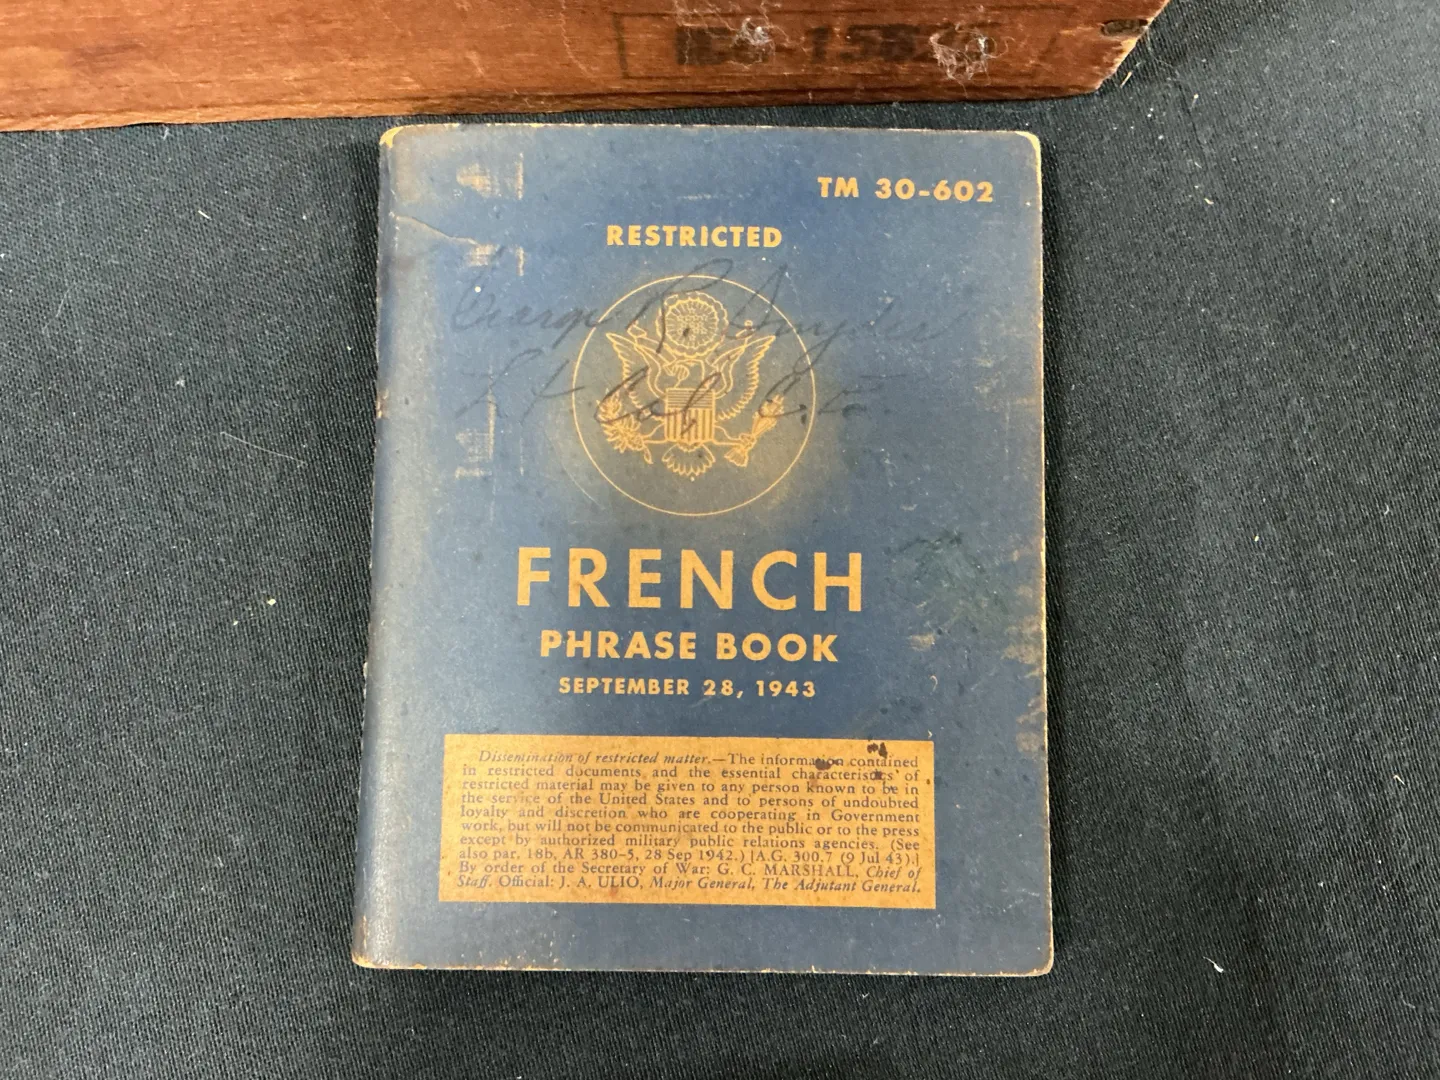 TM 30-602
RESTRICTED
George R. Snyder
Lt Col C.E.
FRENCH
PHRASE BOOK
SEPTEMBER 28, 1943
Dissemination of restricted matter.—The information contained
in restricted documents and the essential characteristics of
restricted material may be given to any person known to be in
the service of the United States and to persons of undoubted
loyalty and discretion who are cooperating in Government
work, but will not be communicated to the public or to the press
except by authorized military public relations agencies. (See
also par. 18b, AR 380-5, 28 Sep 1942.) [A.G. 300.7 (9 Jul 43).]
By order of the Secretary of War: G. C. MARSHALL, Chief of
Staff. Official: J. A. ULIO, Major General, The Adjutant General.